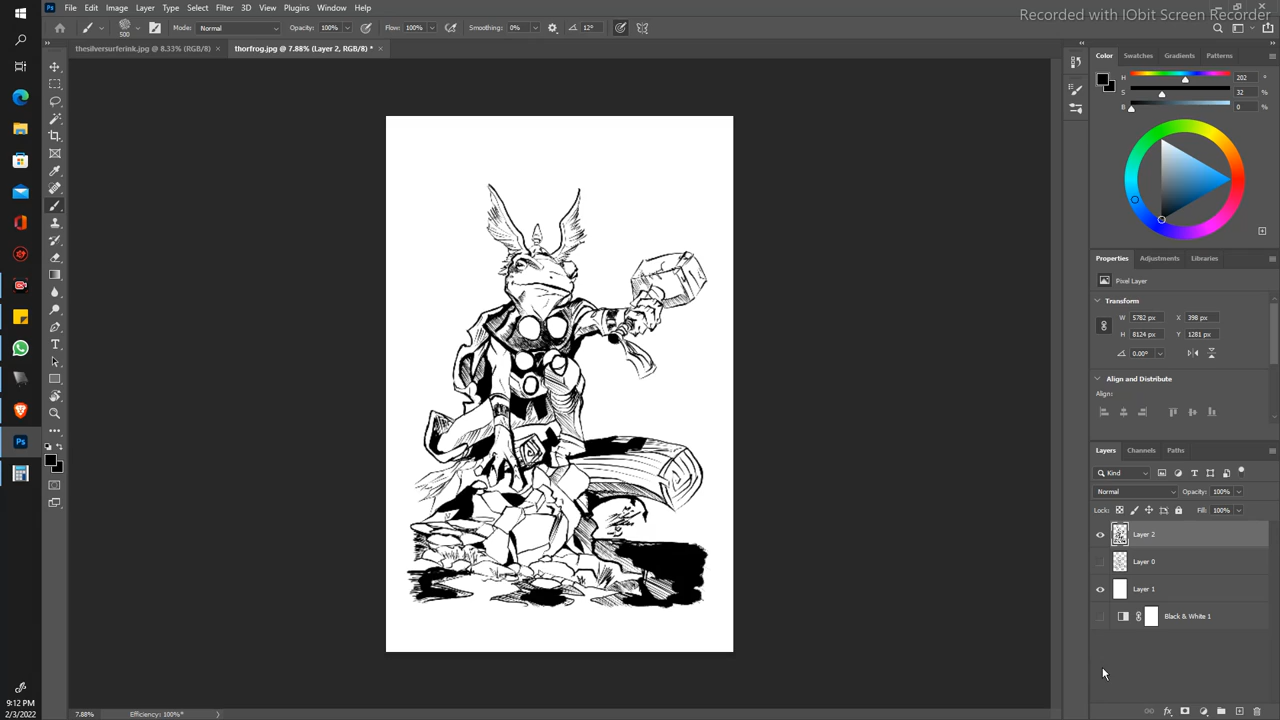 Recorded with IObit Screen Recorder
File Edit Image Layer Type Select Filter 3D View Plugins Window Help
500 Mode: Normal Opacity: 100% Flow: 100% Smoothing: 0% 12°
thesilversurferink.jpg @ 8.33% (RGB/8) × thorfrog.jpg @ 7.88% (Layer 2, RGB/8) * ×
Color Swatches Gradients Patterns
H 202 °
S 32 %
B 0 %
Properties Adjustments Libraries
Pixel Layer
Transform
W 5782 px X 398 px
H 8124 px Y 1281 px
0.00°
Align and Distribute
Align:
Layers Channels Paths
Kind
Normal Opacity: 100%
Lock: Fill: 100%
Layer 2
Layer 0
Layer 1
Black & White 1
7.88% Efficiency: 100%*
9:12 PM
2/3/2022